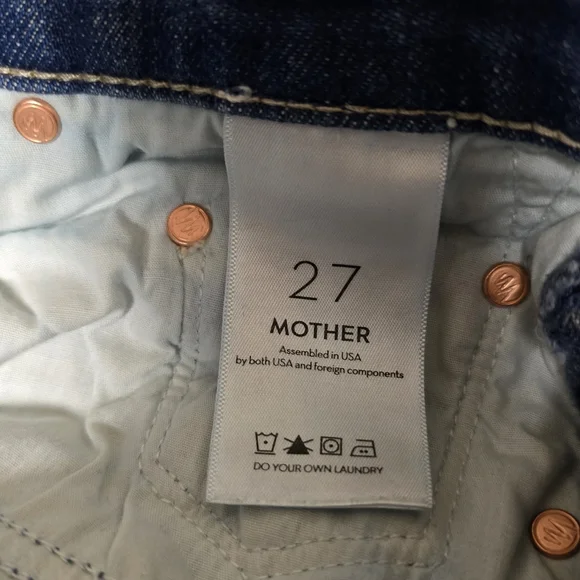 27
MOTHER
Assembled in USA
by both USA and foreign components
DO YOUR OWN LAUNDRY